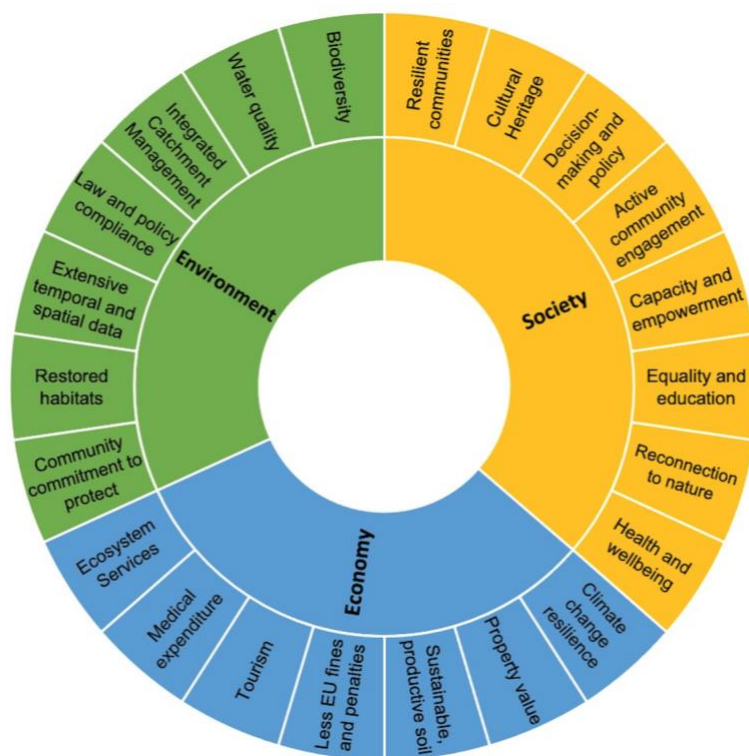 Biodiversity
Water quality
Integrated
Catchment
Management
Law and policy
compliance
Extensive
temporal and
spatial data
Restored
habitats
Community
commitment to
protect
Environment
Resilient
communities
Cultural
Heritage
Decision-
making and
policy
Active
community
engagement
Capacity and
empowerment
Equality and
education
Reconnection
to nature
Health and
wellbeing
Society
Climate
change
resilience
Property value
Sustainable,
productive soil
Less EU fines
and penalties
Tourism
Medical
expenditure
Ecosystem
Services
Economy